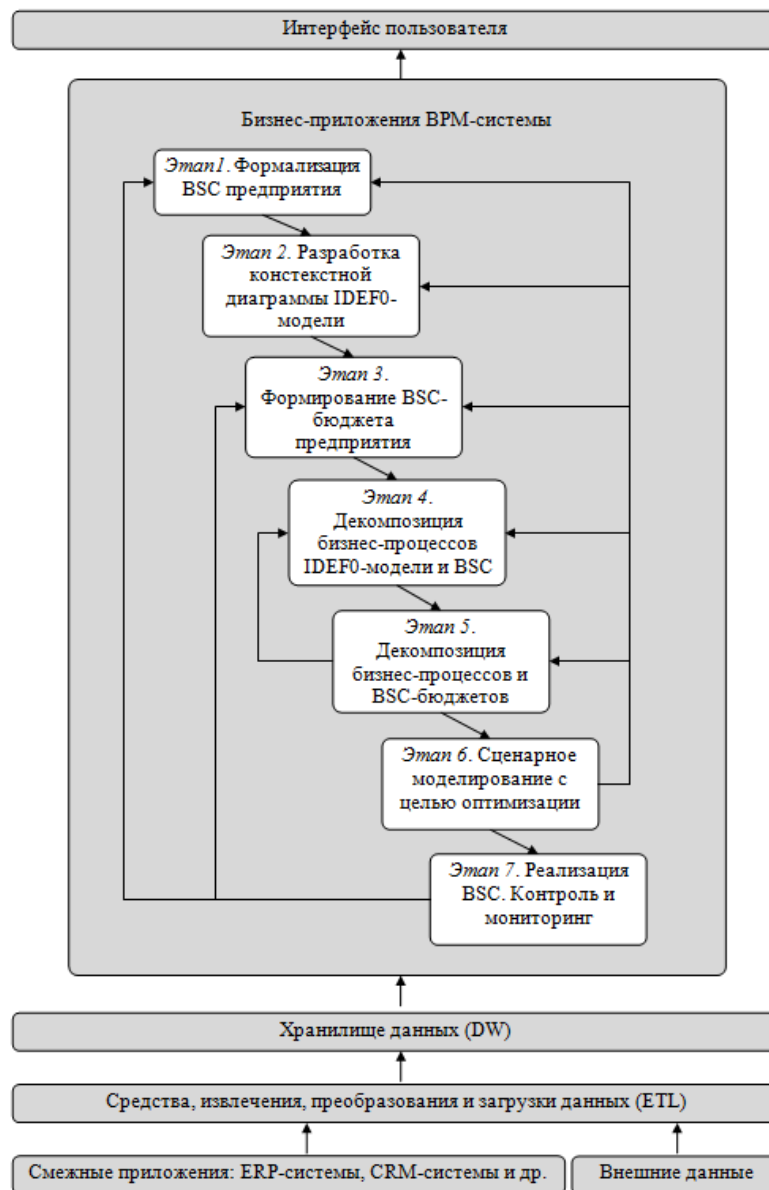 Интерфейс пользователя
Бизнес-приложения BPM-системы
Этап1. Формализация
BSC предприятия
Этап 2. Разработка
констекстной
диаграммы IDEF0-
модели
Этап 3.
Формирование BSC-
бюджета
предприятия
Этап 4.
Декомпозиция
бизнес-процессов
IDEF0-модели и BSC
Этап 5.
Декомпозиция
бизнес-процессов и
BSC-бюджетов
Этап 6. Сценарное
моделирование с
целью оптимизации
Этап 7. Реализация
BSC. Контроль и
мониторинг
Хранилище данных (DW)
Средства, извлечения, преобразования и загрузки данных (ETL)
Смежные приложения: ERP-системы, CRM-системы и др.
Внешние данные